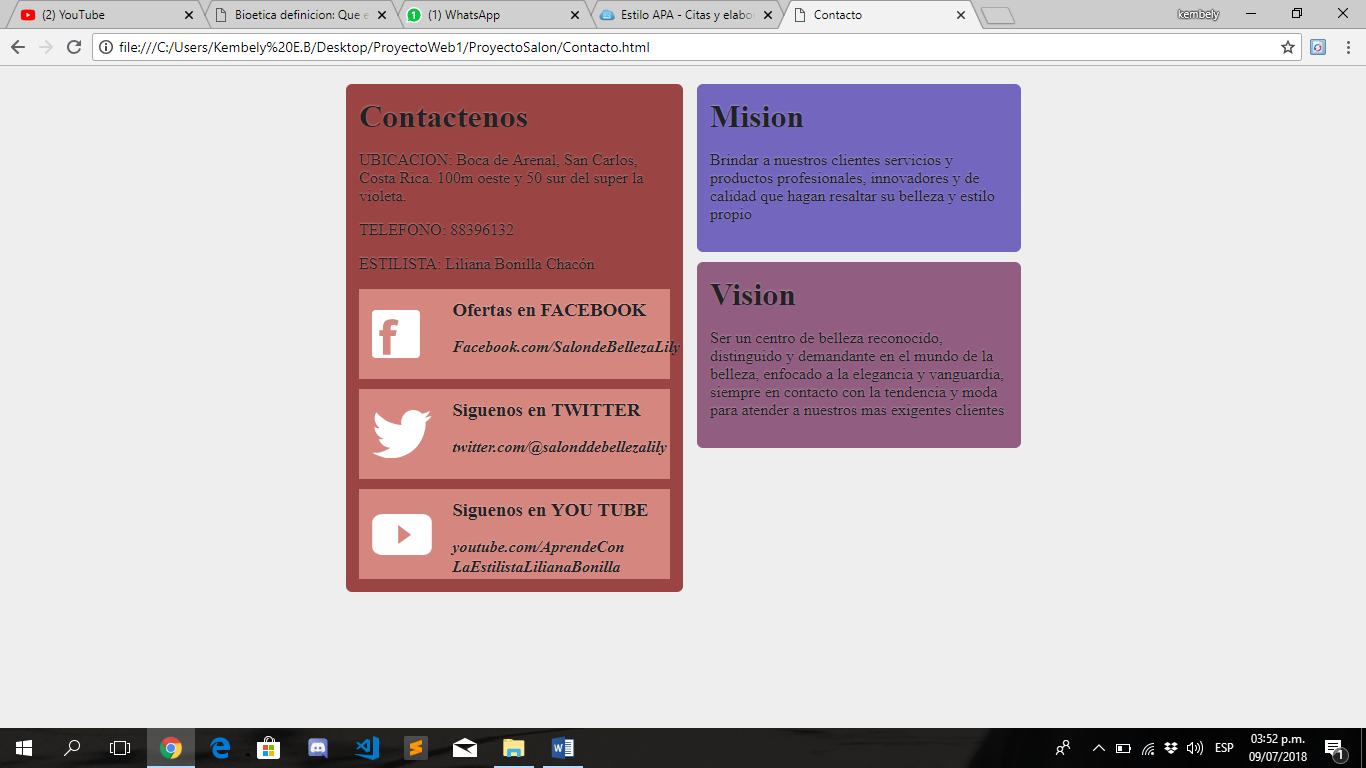 (2) YouTube
Bioetica definicion: Que e
(1) WhatsApp
Estilo APA - Citas y elabo
Contacto
kembely
file:///C:/Users/Kembely%20E.B/Desktop/ProyectoWeb1/ProyectoSalon/Contacto.html
Contactenos
UBICACION: Boca de Arenal, San Carlos,
Costa Rica. 100m oeste y 50 sur del super la
violeta.
TELEFONO: 88396132
ESTILISTA: Liliana Bonilla Chacón
Ofertas en FACEBOOK
Facebook.com/SalondeBellezaLily
Siguenos en TWITTER
twitter.com/@salonddebellezalily
Siguenos en YOU TUBE
youtube.com/AprendeCon
LaEstilistaLilianaBonilla
Mision
Brindar a nuestros clientes servicios y
productos profesionales, innovadores y de
calidad que hagan resaltar su belleza y estilo
propio
Vision
Ser un centro de belleza reconocido,
distinguido y demandante en el mundo de la
belleza, enfocado a la elegancia y vanguardia,
siempre en contacto con la tendencia y moda
para atender a nuestros mas exigentes clientes
ESP
03:52 p.m.
09/07/2018
1